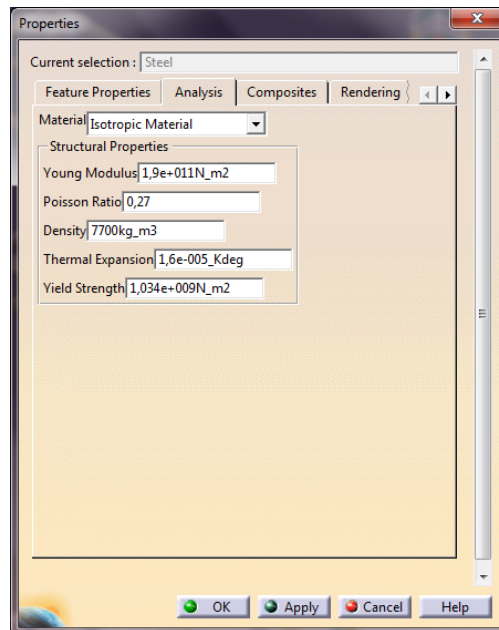 Properties
Current selection : Steel
Feature Properties Analysis Composites Rendering
Material Isotropic Material
Structural Properties
Young Modulus 1,9e+011N_m2
Poisson Ratio 0,27
Density 7700kg_m3
Thermal Expansion 1,6e-005_Kdeg
Yield Strength 1,034e+009N_m2
OK Apply Cancel Help